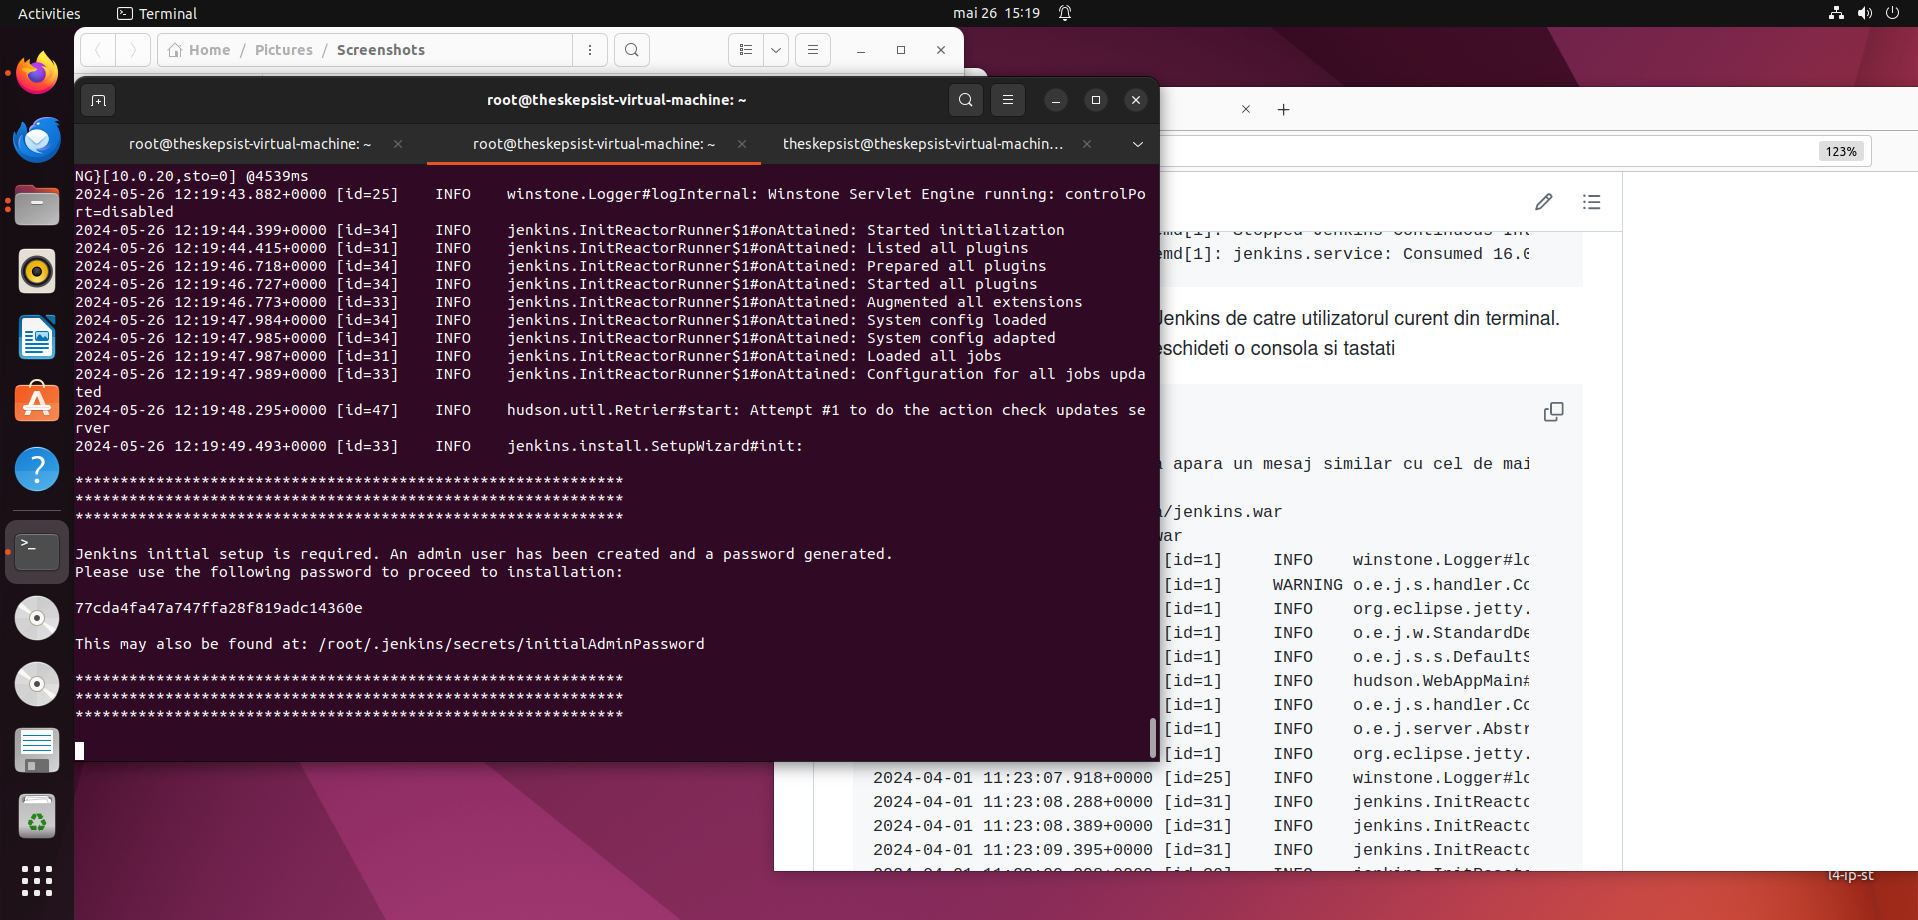 Activities
Terminal
mai 26 15:19
Home / Pictures / Screenshots
root@theskepsist-virtual-machine: ~
root@theskepsist-virtual-machine: ~
root@theskepsist-virtual-machine: ~
theskepsist@theskepsist-virtual-machin…
NG}[10.0.20,sto=0] @4539ms
2024-05-26 12:19:43.882+0000 [id=25] INFO winstone.Logger#logInternal: Winstone Servlet Engine running: controlPo
rt=disabled
2024-05-26 12:19:44.399+0000 [id=34] INFO jenkins.InitReactorRunner$1#onAttained: Started initialization
2024-05-26 12:19:44.415+0000 [id=31] INFO jenkins.InitReactorRunner$1#onAttained: Listed all plugins
2024-05-26 12:19:46.718+0000 [id=34] INFO jenkins.InitReactorRunner$1#onAttained: Prepared all plugins
2024-05-26 12:19:46.727+0000 [id=34] INFO jenkins.InitReactorRunner$1#onAttained: Started all plugins
2024-05-26 12:19:46.773+0000 [id=33] INFO jenkins.InitReactorRunner$1#onAttained: Augmented all extensions
2024-05-26 12:19:47.984+0000 [id=34] INFO jenkins.InitReactorRunner$1#onAttained: System config loaded
2024-05-26 12:19:47.985+0000 [id=34] INFO jenkins.InitReactorRunner$1#onAttained: System config adapted
2024-05-26 12:19:47.987+0000 [id=31] INFO jenkins.InitReactorRunner$1#onAttained: Loaded all jobs
2024-05-26 12:19:47.989+0000 [id=33] INFO jenkins.InitReactorRunner$1#onAttained: Configuration for all jobs upda
ted
2024-05-26 12:19:48.295+0000 [id=47] INFO hudson.util.Retrier#start: Attempt #1 to do the action check updates se
rver
2024-05-26 12:19:49.493+0000 [id=33] INFO jenkins.install.SetupWizard#init:
*************************************************************
*************************************************************
*************************************************************
Jenkins initial setup is required. An admin user has been created and a password generated.
Please use the following password to proceed to installation:
77cda4fa47a747ffa28f819adc14360e
This may also be found at: /root/.jenkins/secrets/initialAdminPassword
*************************************************************
*************************************************************
*************************************************************
123%
emd[1]: jenkins.service: Consumed 16.0
Jenkins de catre utilizatorul curent din terminal.
eschideti o consola si tastati
a apara un mesaj similar cu cel de mai
/jenkins.war
war
[id=1] INFO winstone.Logger#lo
[id=1] WARNING o.e.j.s.handler.Co
[id=1] INFO org.eclipse.jetty.
[id=1] INFO o.e.j.w.StandardDe
[id=1] INFO o.e.j.s.s.DefaultS
[id=1] INFO hudson.WebAppMain#
[id=1] INFO o.e.j.s.handler.Co
[id=1] INFO o.e.j.server.Abstr
[id=1] INFO org.eclipse.jetty.
2024-04-01 11:23:07.918+0000 [id=25] INFO winstone.Logger#lo
2024-04-01 11:23:08.288+0000 [id=31] INFO jenkins.InitReacto
2024-04-01 11:23:08.389+0000 [id=31] INFO jenkins.InitReacto
2024-04-01 11:23:09.395+0000 [id=31] INFO jenkins.InitReacto
l4-ip-st